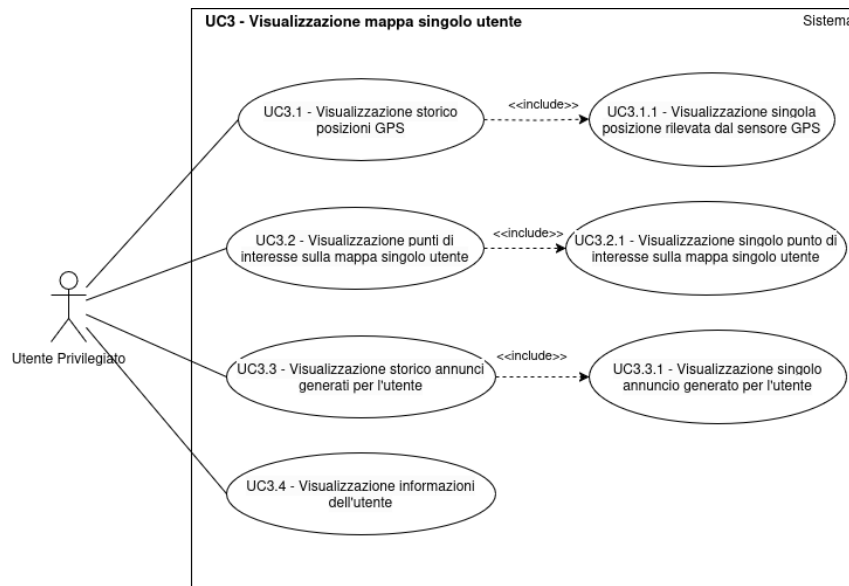 UC3 - Visualizzazione mappa singolo utente
Sistema
UC3.1 - Visualizzazione storico
posizioni GPS
<<include>>
UC3.1.1 - Visualizzazione singola
posizione rilevata dal sensore GPS
UC3.2 - Visualizzazione punti di
interesse sulla mappa singolo utente
<<include>>
UC3.2.1 - Visualizzazione singolo punto di
interesse sulla mappa singolo utente
Utente Privilegiato
UC3.3 - Visualizzazione storico annunci
generati per l'utente
<<include>>
UC3.3.1 - Visualizzazione singolo
annuncio generato per l'utente
UC3.4 - Visualizzazione informazioni
dell'utente